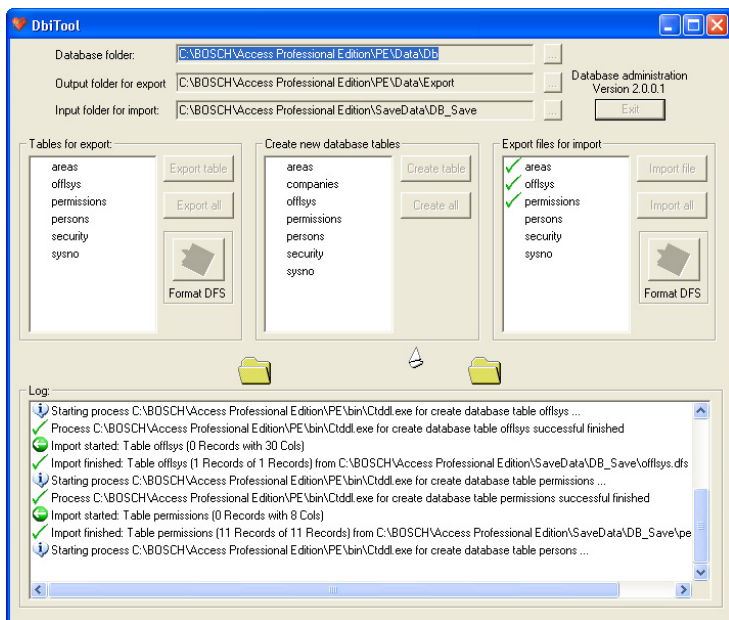 DbiTool
Database folder: C:\BOSCH\Access Professional Edition\PE\Data\Db ...
Output folder for export C:\BOSCH\Access Professional Edition\PE\Data\Export ...
Input folder for import: C:\BOSCH\Access Professional Edition\SaveData\DB_Save ...
Database administration
Version 2.0.0.1
Exit
Tables for export:
areas
offlsys
permissions
persons
security
sysno
Export table
Export all
Format DFS
Create new database tables
areas
companies
offlsys
permissions
persons
security
sysno
Create table
Create all
Export files for import
areas
offlsys
permissions
persons
security
sysno
Import file
Import all
Format DFS
Log:
Starting process C:\BOSCH\Access Professional Edition\PE\bin\Ctddl.exe for create database table offlsys ...
Process C:\BOSCH\Access Professional Edition\PE\bin\Ctddl.exe for create database table offlsys successful finished
Import started: Table offlsys (0 Records with 30 Cols)
Import finished: Table offlsys (1 Records of 1 Records) from C:\BOSCH\Access Professional Edition\SaveData\DB_Save\offlsys.dfs
Starting process C:\BOSCH\Access Professional Edition\PE\bin\Ctddl.exe for create database table permissions ...
Process C:\BOSCH\Access Professional Edition\PE\bin\Ctddl.exe for create database table permissions successful finished
Import started: Table permissions (0 Records with 8 Cols)
Import finished: Table permissions (11 Records of 11 Records) from C:\BOSCH\Access Professional Edition\SaveData\DB_Save\pe
Starting process C:\BOSCH\Access Professional Edition\PE\bin\Ctddl.exe for create database table persons ...